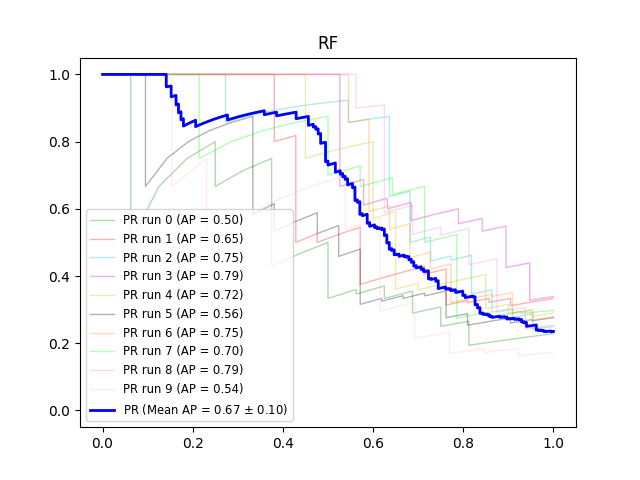 RF
1.0
0.8
0.6
0.4
0.2
0.0
PR run 0 (AP = 0.50)
PR run 1 (AP = 0.65)
PR run 2 (AP = 0.75)
PR run 3 (AP = 0.79)
PR run 4 (AP = 0.72)
PR run 5 (AP = 0.56)
PR run 6 (AP = 0.75)
PR run 7 (AP = 0.70)
PR run 8 (AP = 0.79)
PR run 9 (AP = 0.54)
PR (Mean AP = 0.67 ± 0.10)
0.0 0.2 0.4 0.6 0.8 1.0